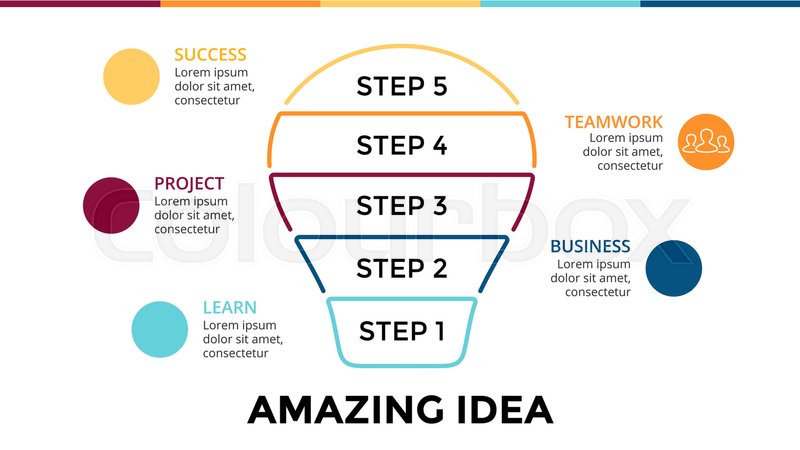 SUCCESS
Lorem ipsum
dolor sit amet,
consectetur
STEP 5
TEAMWORK
Lorem ipsum
dolor sit
amet,
consectetur
STEP 4
PROJECT
Lorem ipsum
dolor sit amet,
consectetur
STEP 3
BUSINESS
Lorem ipsum
dolor sit amet,
consectetur
STEP 2
LEARN
Lorem ipsum
dolor sit amet,
consectetur
STEP 1
AMAZING IDEA
colourbox